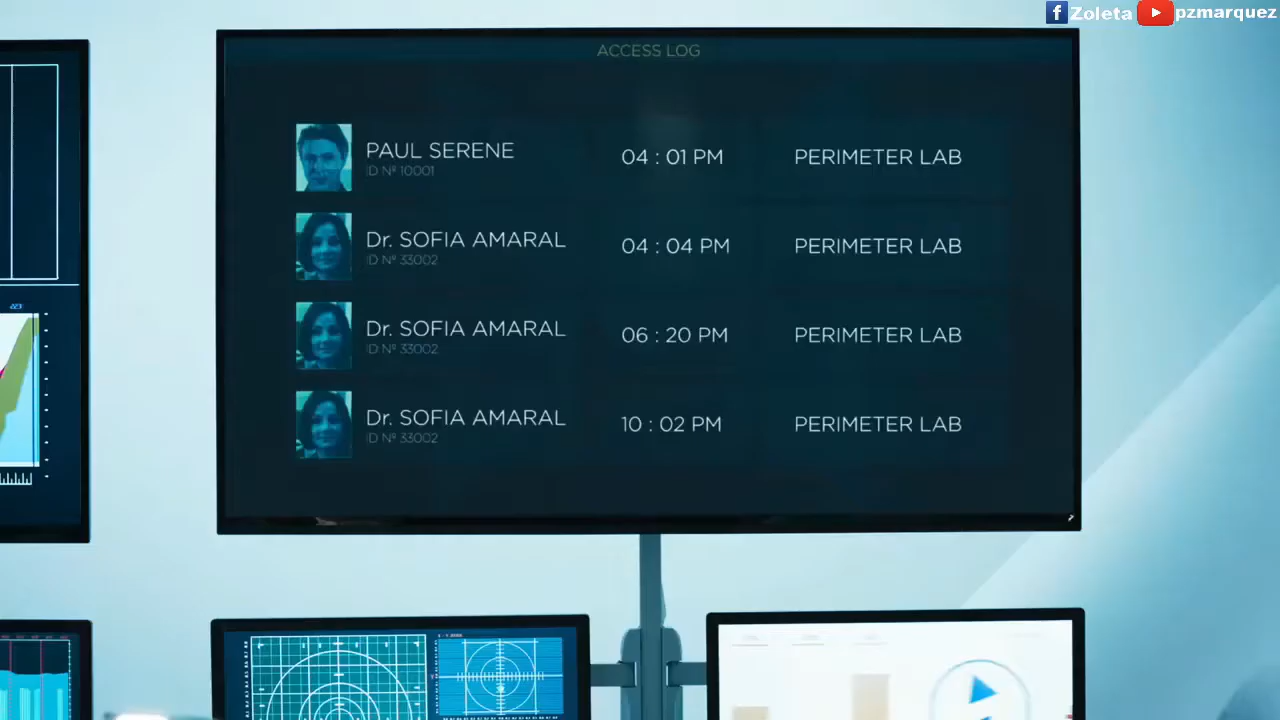 Zoleta pzmarquez
ACCESS LOG
PAUL SERENE 04 : 01 PM PERIMETER LAB
ID Nº 10001
Dr. SOFIA AMARAL 04 : 04 PM PERIMETER LAB
ID Nº 33002
Dr. SOFIA AMARAL 06 : 20 PM PERIMETER LAB
ID Nº 33002
Dr. SOFIA AMARAL 10 : 02 PM PERIMETER LAB
ID Nº 33002